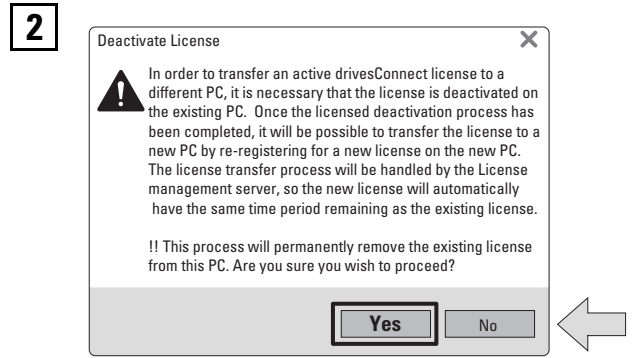 2
Deactivate License
In order to transfer an active drivesConnect license to a
different PC, it is necessary that the license is deactivated on
the existing PC. Once the licensed deactivation process has
been completed, it will be possible to transfer the license to a
new PC by re-registering for a new license on the new PC.
The license transfer process will be handled by the License
management server, so the new license will automatically
have the same time period remaining as the existing license.
!! This process will permanently remove the existing license
from this PC. Are you sure you wish to proceed?
Yes No